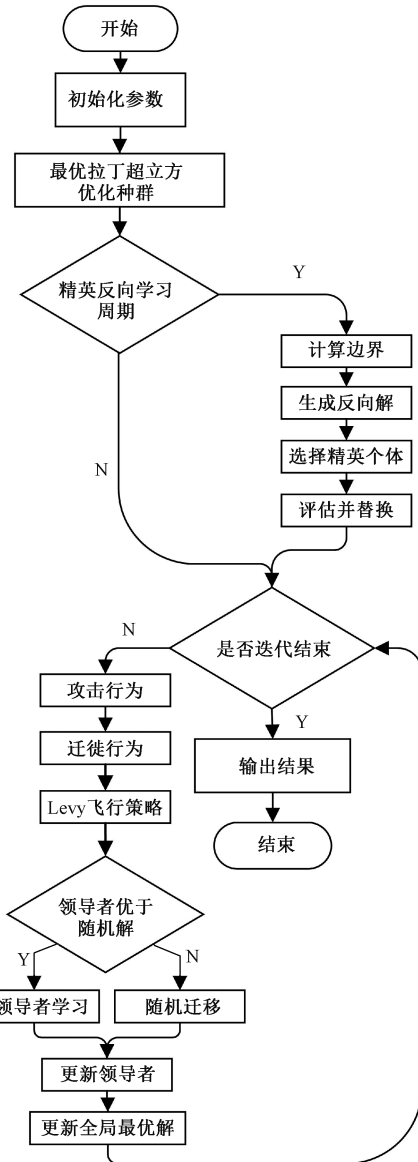 开始
初始化参数
最优拉丁超立方
优化种群
精英反向学习
周期
Y
计算边界
生成反向解
选择精英个体
评估并替换
N
是否迭代结束
N
Y
攻击行为
迁徙行为
Levy飞行策略
输出结果
结束
领导者优于
随机解
Y
N
领导者学习
随机迁移
更新领导者
更新全局最优解